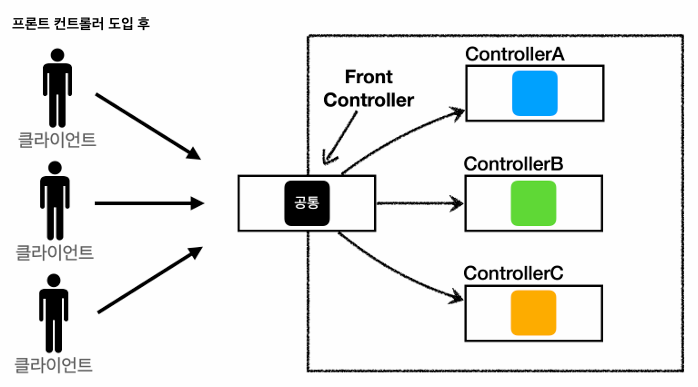 프론트 컨트롤러 도입 후
클라이언트
클라이언트
클라이언트
Front
Controller
공통
ControllerA
ControllerB
ControllerC